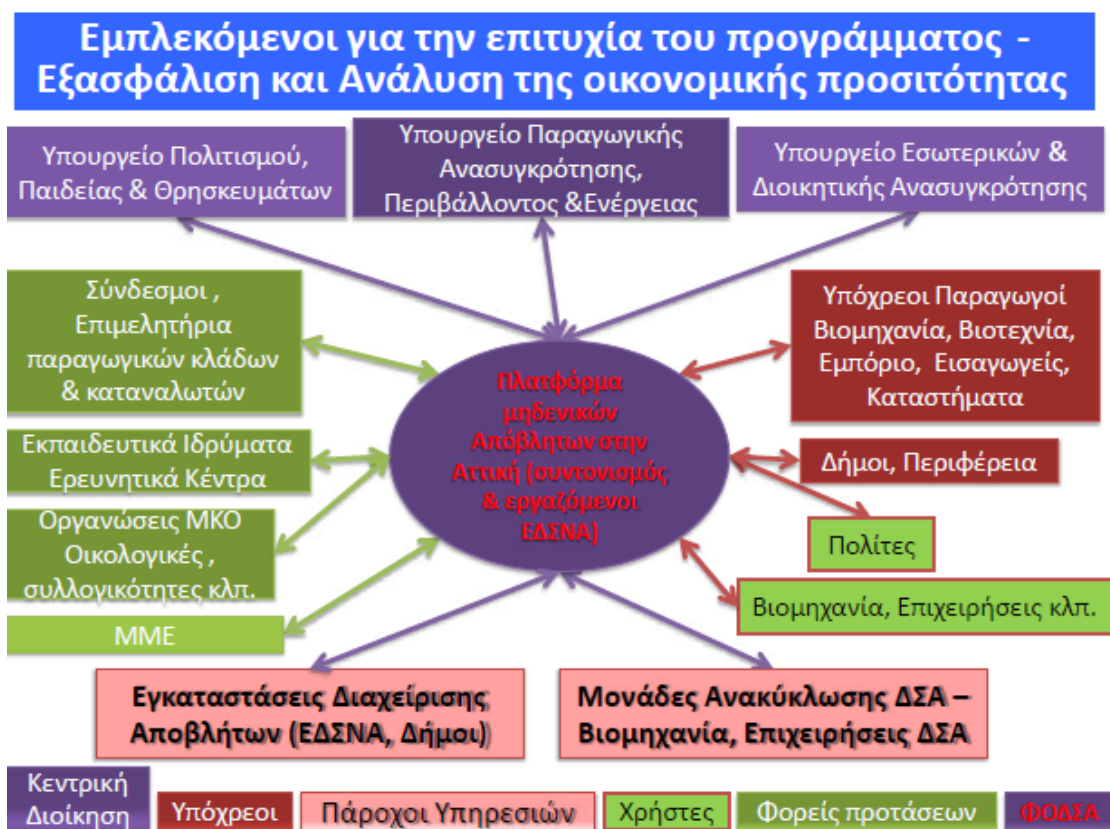 Εμπλεκόμενοι για την επιτυχία του προγράμματος -
Εξασφάλιση και Ανάλυση της οικονομικής προσιτότητας
Υπουργείο Πολιτισμού,
Παιδείας & Θρησκευμάτων
Υπουργείο Παραγωγικής
Ανασυγκρότησης,
Περιβάλλοντος &Ενέργειας
Υπουργείο Εσωτερικών &
Διοικητικής Ανασυγκρότησης
Σύνδεσμοι ,
Επιμελητήρια
παραγωγικών κλάδων
& καταναλωτών
Υπόχρεοι Παραγωγοί
Βιομηχανία, Βιοτεχνία,
Εμπόριο, Εισαγωγείς,
Καταστήματα
Πλατφόρμα
μηδενικών
Απόβλητων στην
Αττική (συντονισμός
& εργαζόμενοι
ΕΔΣΝΑ)
Εκπαιδευτικά Ιδρύματα
Ερευνητικά Κέντρα
Δήμοι, Περιφέρεια
Οργανώσεις ΜΚΟ
Οικολογικές ,
συλλογικότητες κλπ.
Πολίτες
Βιομηχανία, Επιχειρήσεις κλπ.
ΜΜΕ
Εγκαταστάσεις Διαχείρισης
Αποβλήτων (ΕΔΣΝΑ, Δήμοι)
Μονάδες Ανακύκλωσης ΔΣΑ –
Βιομηχανία, Επιχειρήσεις ΔΣΑ
Κεντρική
Διοίκηση
Υπόχρεοι
Πάροχοι Υπηρεσιών
Χρήστες
Φορείς προτάσεων
ΦΟΔΣΑ